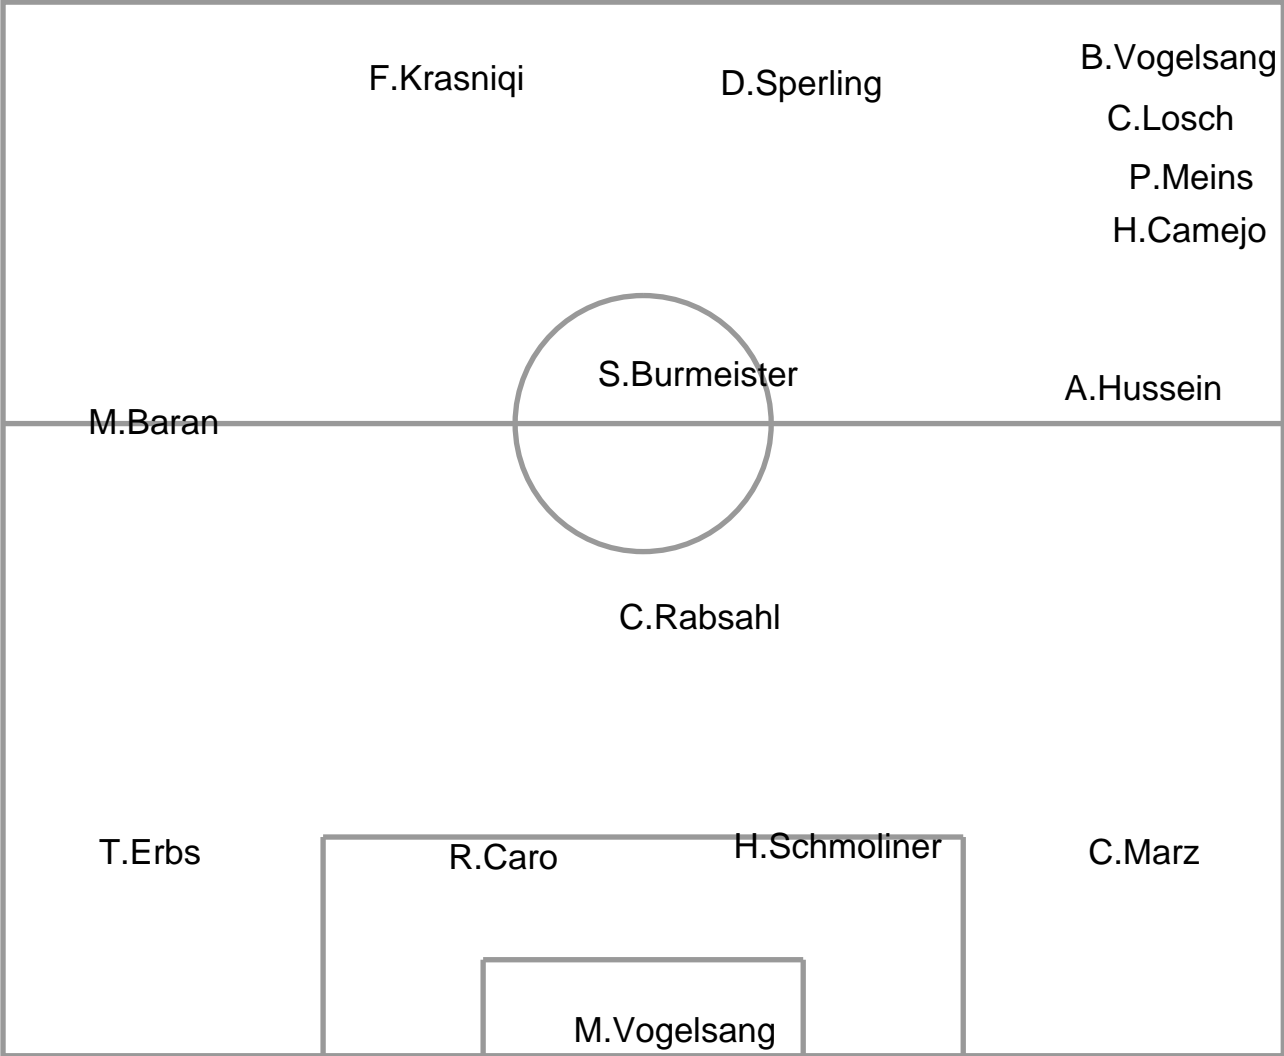 B.Vogelsang
F.Krasniqi
D.Sperling
C.Losch
P.Meins
H.Camejo
S.Burmeister
A.Hussein
M.Baran
C.Rabsahl
T.Erbs
R.Caro
H.Schmoliner
C.Marz
M.Vogelsang